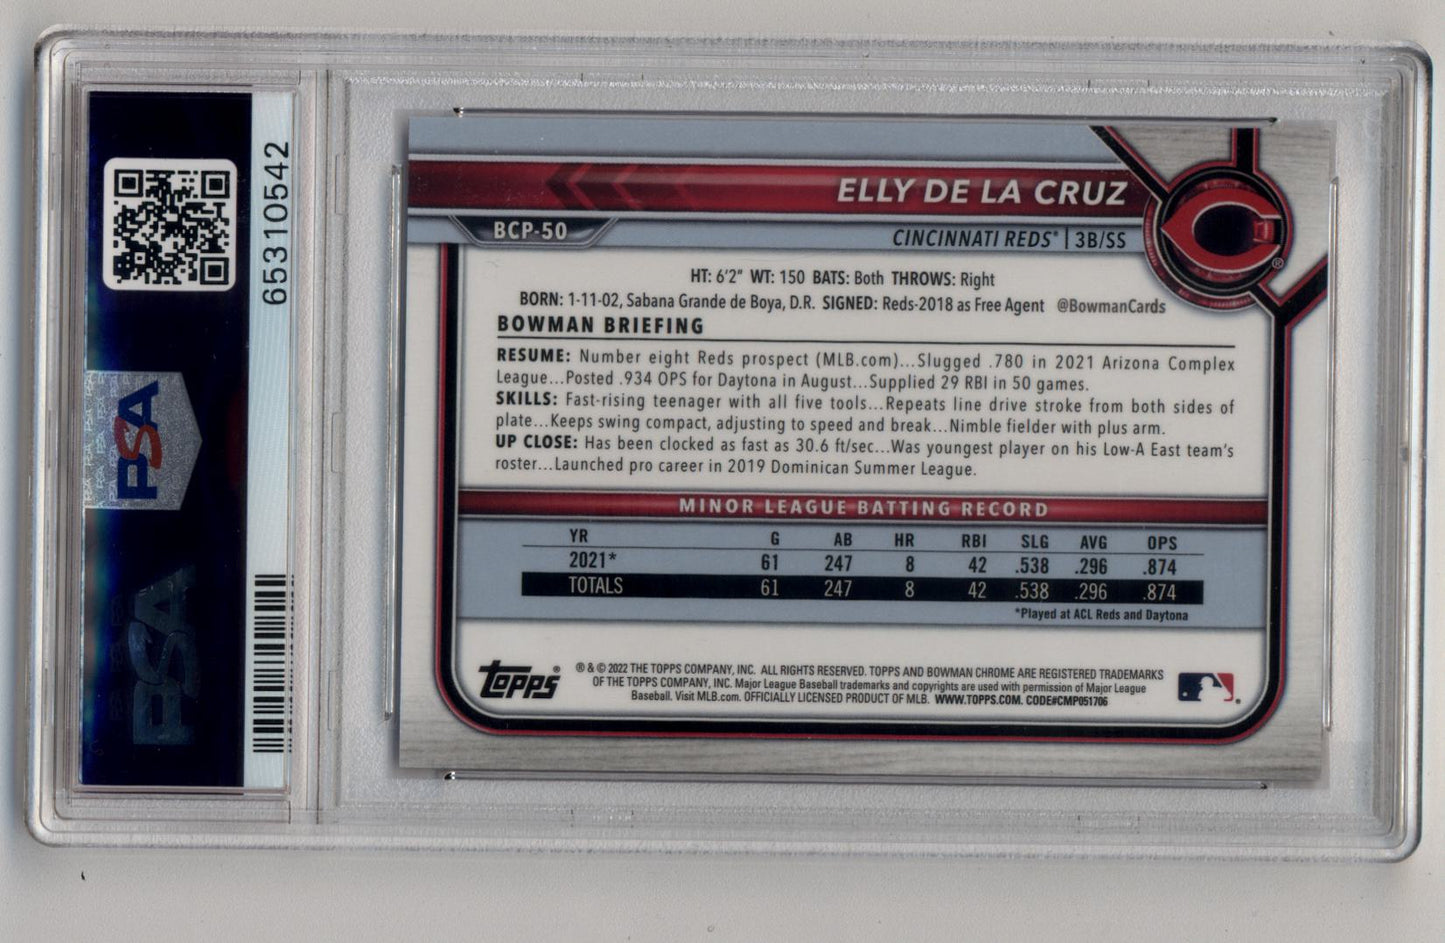 65310542
PSA
PSA
ELLY DE LA CRUZ
BCP-50
CINCINNATI REDS® | 3B/SS
HT: 6'2" WT: 150 BATS: Both THROWS: Right
BORN: 1-11-02, Sabana Grande de Boya, D.R. SIGNED: Reds-2018 as Free Agent @BowmanCards
BOWMAN BRIEFING
RESUME: Number eight Reds prospect (MLB.com)...Slugged .780 in 2021 Arizona Complex
League...Posted .934 OPS for Daytona in August...Supplied 29 RBI in 50 games.
SKILLS: Fast-rising teenager with all five tools...Repeats line drive stroke from both sides of
plate...Keeps swing compact, adjusting to speed and break...Nimble fielder with plus arm.
UP CLOSE: Has been clocked as fast as 30.6 ft/sec...Was youngest player on his Low-A East team's
roster...Launched pro career in 2019 Dominican Summer League.
MINOR LEAGUE BATTING RECORD
YR G AB HR RBI SLG AVG OPS
2021* 61 247 8 42 .538 .296 .874
TOTALS 61 247 8 42 .538 .296 .874
*Played at ACL Reds and Daytona
topps®
® & © 2022 THE TOPPS COMPANY, INC. ALL RIGHTS RESERVED. TOPPS AND BOWMAN CHROME ARE REGISTERED TRADEMARKS
OF THE TOPPS COMPANY, INC. Major League Baseball trademarks and copyrights are used with permission of Major League
Baseball. Visit MLB.com. OFFICIALLY LICENSED PRODUCT OF MLB. WWW.TOPPS.COM. CODE#CMP051706